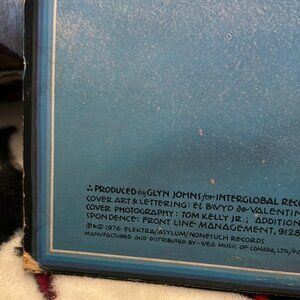 ∴ PRODUCED by GLYN JOHNS for INTERGLOBAL REC
COVER ART & LETTERING: EL BWYD de VALENTIN
COVER PHOTOGRAPHY: TOM KELLY JR.; ADDITION
SPONDENCE: FRONT LINE MANAGEMENT, 9128
℗ & © 1976 ELEKTRA/ASYLUM/NONESUCH RECORDS
MANUFACTURED AND DISTRIBUTED BY WEA MUSIC OF CANADA, LTD/